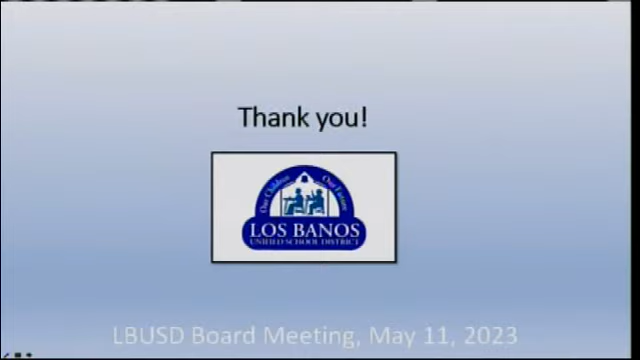 Thank you!
Our Children
Our Future
LOS BANOS
UNIFIED SCHOOL DISTRICT
LBUSD Board Meeting, May 11, 2023